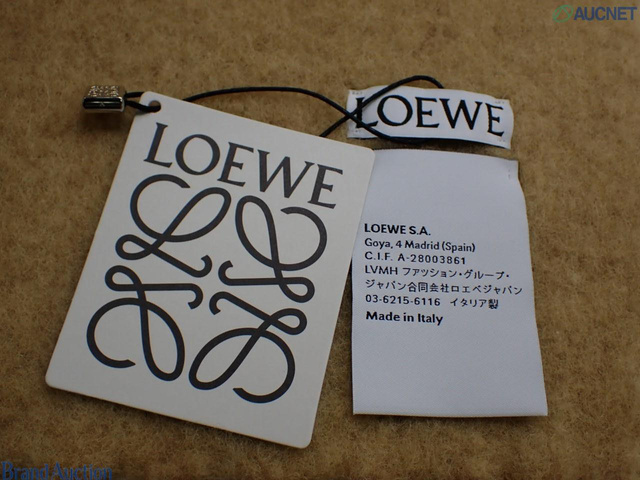 AUCNET
LOEWE
LOEWE
LOEWE S.A.
Goya, 4 Madrid (Spain)
C.I.F. A-28003861
LVMH ファッション・グループ・
ジャパン合同会社ロエベジャパン
03-6215-6116 イタリア製
Made in Italy
Brand Auction